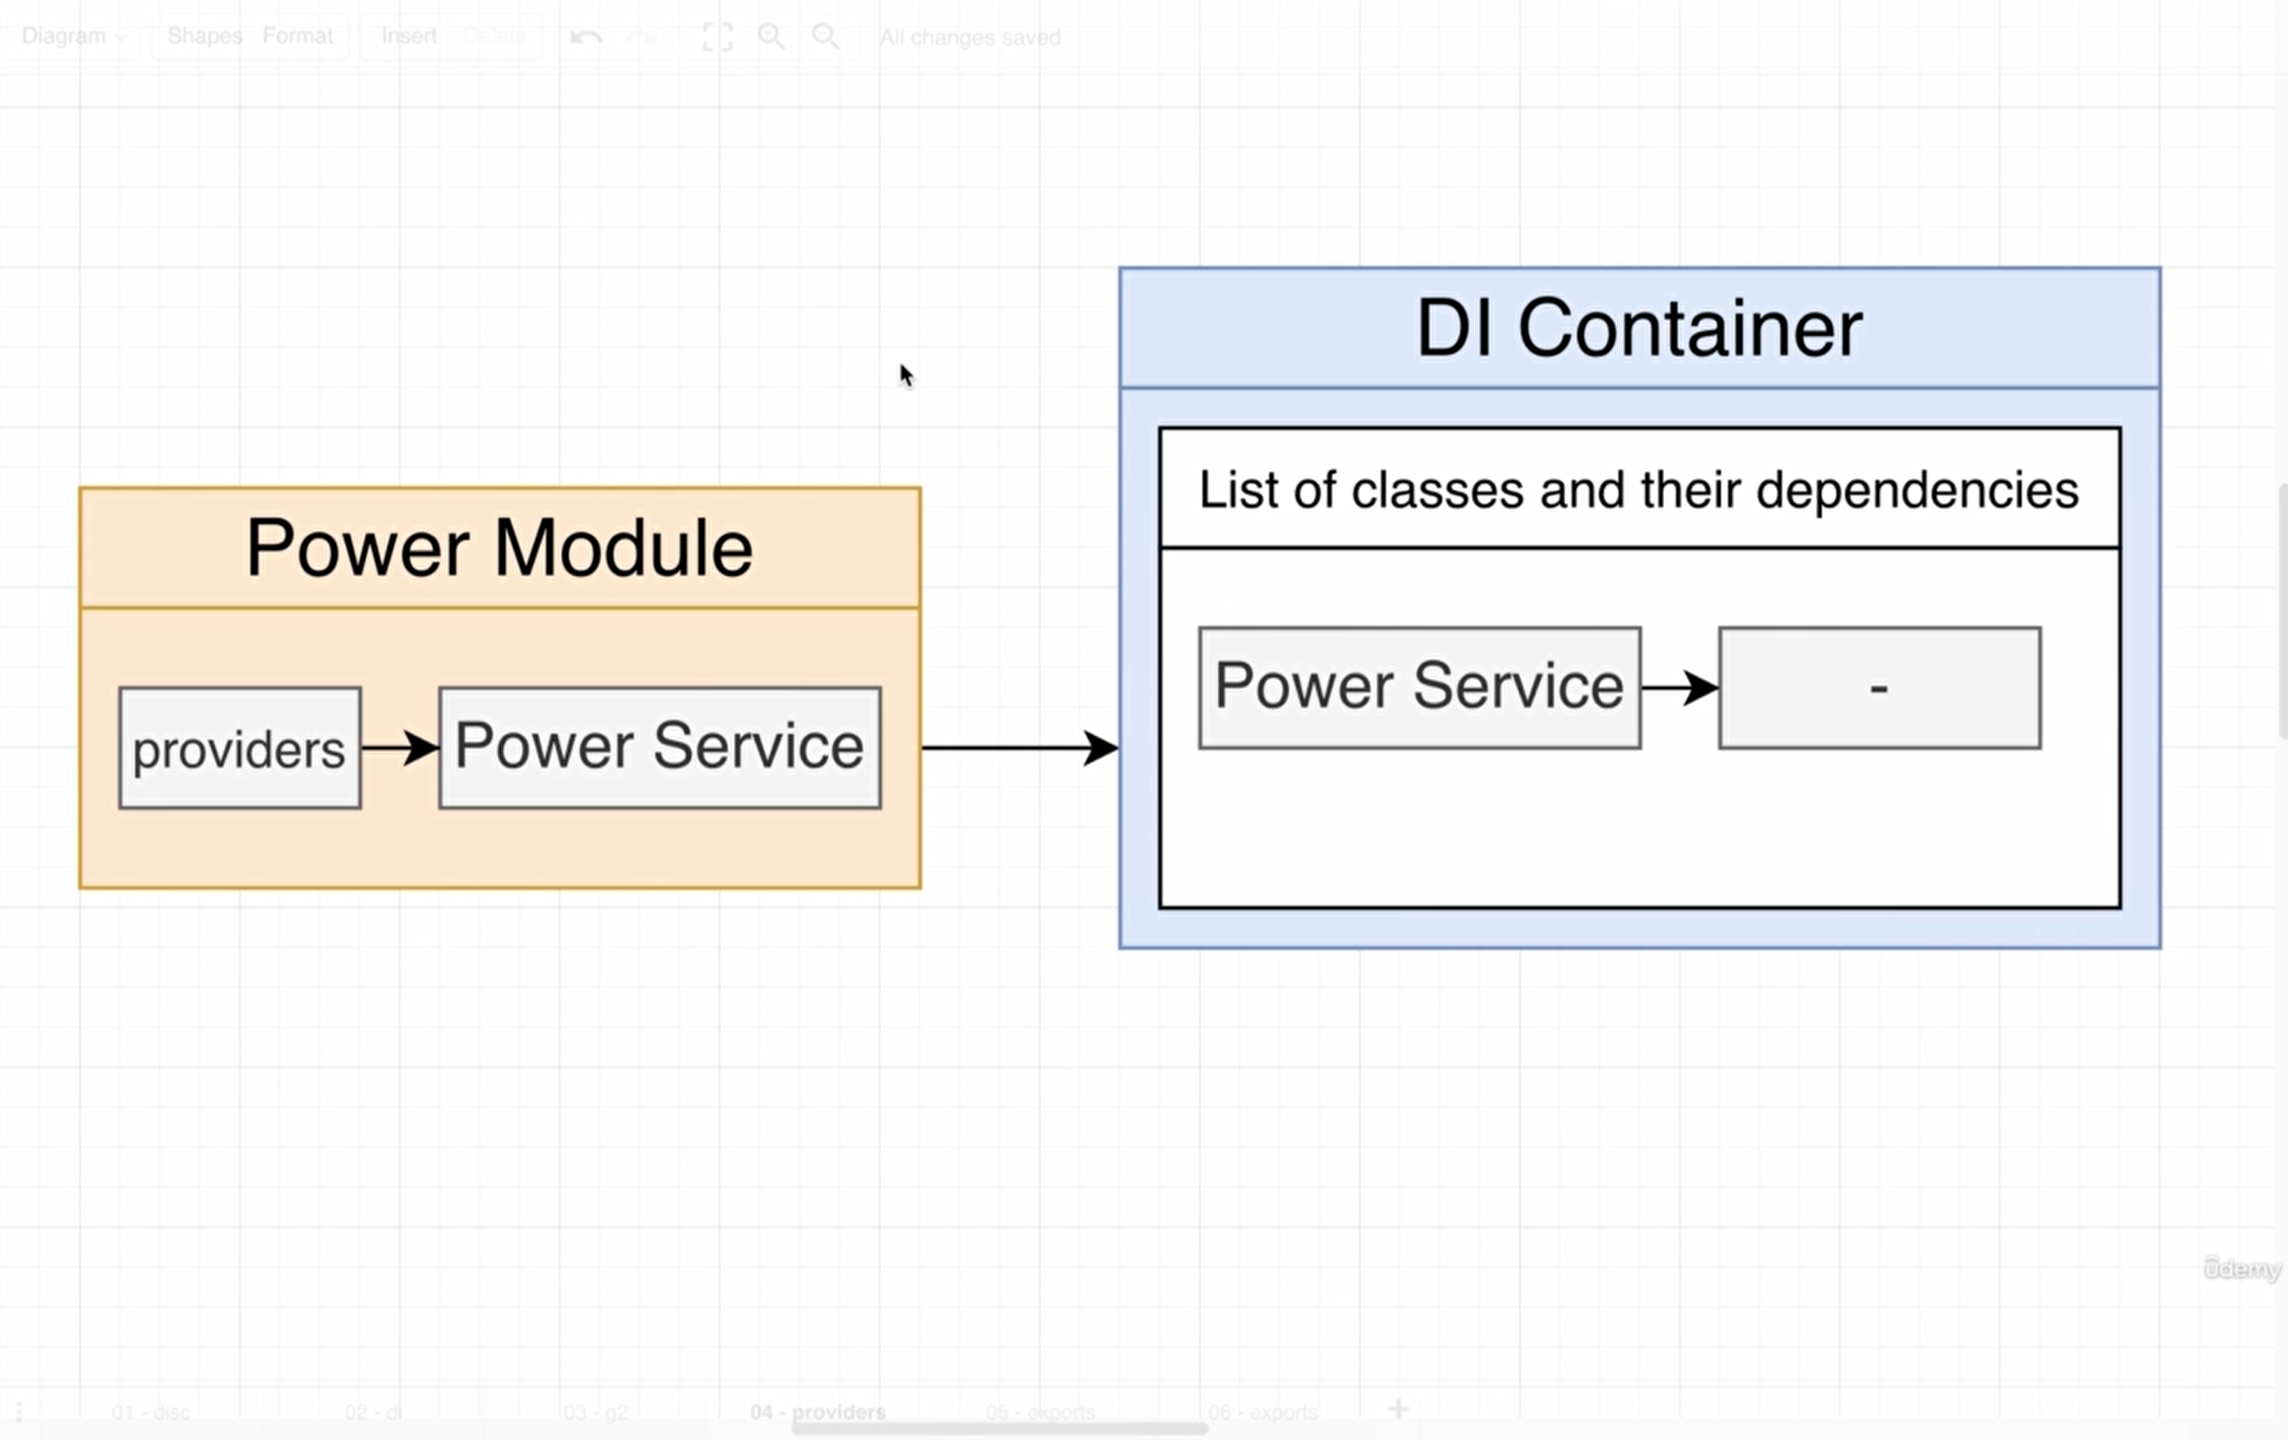 Diagram
Shapes Format
Insert Delete
All changes saved
DI Container
List of classes and their dependencies
Power Service
-
Power Module
providers
Power Service
ûdemy
01 - disc
02 - di
03 - g2
04 - providers
05 - exports
06 - exports